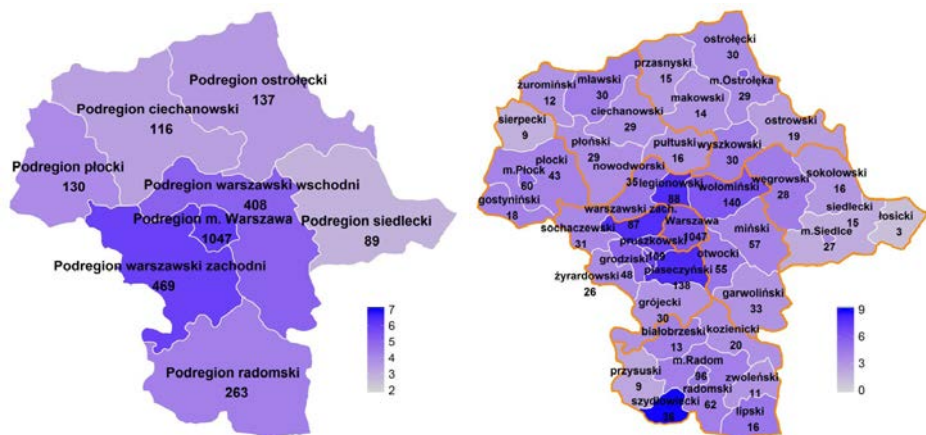 Podregion ostrołęcki
137
Podregion ciechanowski
116
Podregion płocki
130
Podregion warszawski wschodni
408
Podregion m. Warszawa
1047
Podregion siedlecki
89
Podregion warszawski zachodni
469
Podregion radomski
263
7
6
5
4
3
2
ostrołęcki
30
przasnyski
15
m.Ostrołęka
29
mławski
30
żuromiński
12
makowski
14
ciechanowski
29
ostrowski
19
sierpecki
9
płoński
29
pułtuski
16
wyszkowski
30
płocki
43
m.Płock
60
nowodworski
35
legionowski
88
wołomiński
140
węgrowski
28
sokołowski
16
gostyniński
18
siedlecki
15
łosicki
3
warszawski zach.
87
Warszawa
1047
m.Siedlce
27
sochaczewski
31
miński
57
pruszkowski
109
grodziski
48
otwocki
55
piaseczyński
138
żyrardowski
26
garwoliński
33
grójecki
30
białobrzeski
13
kozienicki
20
m.Radom
96
przysuski
9
radomski
62
zwoleński
11
szydłowiecki
36
lipski
16
9
6
3
0